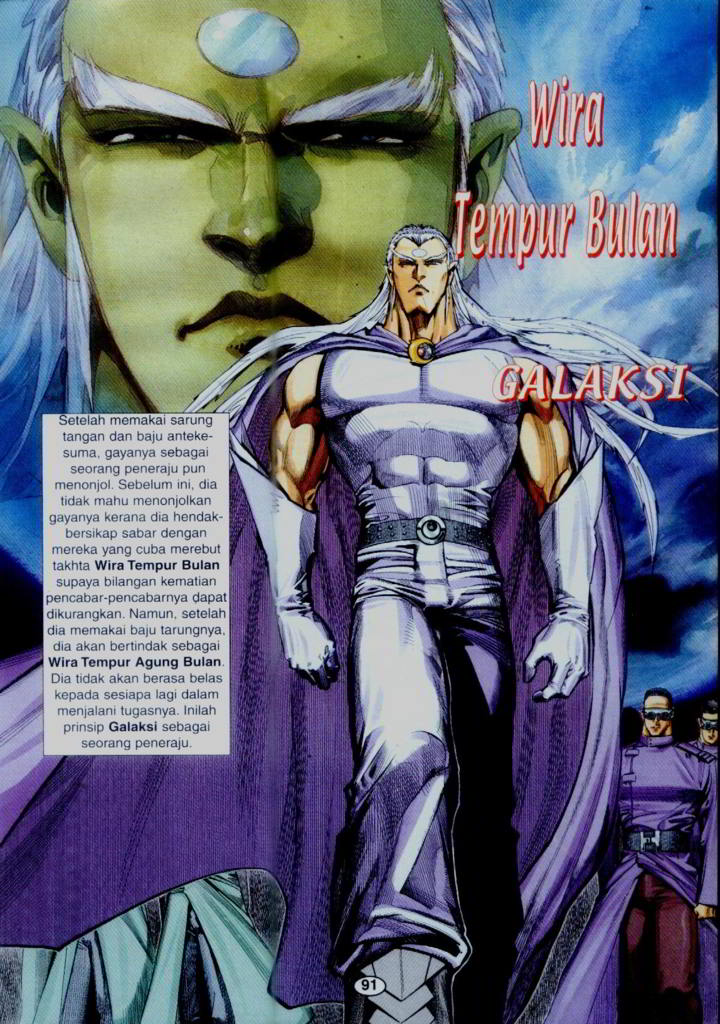 Wira
Tempur Bulan
GALAKSI
Setelah memakai sarung
tangan dan baju anteke-
suma, gayanya sebagai
seorang peneraju pun
menonjol. Sebelum ini, dia
tidak mahu menonjolkan
gayanya kerana dia hendak-
bersikap sabar dengan
mereka yang cuba merebut
takhta Wira Tempur Bulan
supaya bilangan kematian
pencabar-pencabarnya dapat
dikurangkan. Namun, setelah
dia memakai baju tarungnya,
dia akan bertindak sebagai
Wira Tempur Agung Bulan.
Dia tidak akan berasa belas
kepada sesiapa lagi dalam
menjalani tugasnya. Inilah
prinsip Galaksi sebagai
seorang peneraju.
91